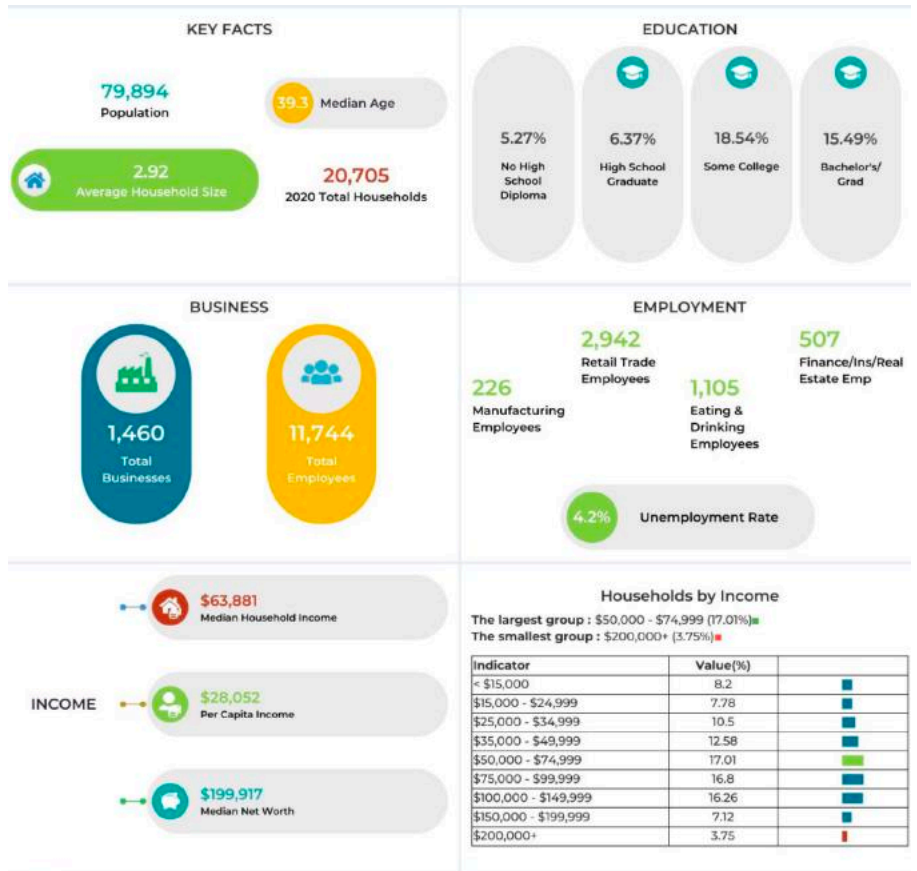 KEY FACTS
79,894
Population
39.3 Median Age
2.92
Average Household Size
20,705
2020 Total Households
EDUCATION
5.27%
No High
School
Diploma
6.37%
High School
Graduate
18.54%
Some College
15.49%
Bachelor's/
Grad
BUSINESS
1,460
Total
Businesses
11,744
Total
Employees
EMPLOYMENT
226
Manufacturing
Employees
2,942
Retail Trade
Employees
1,105
Eating &
Drinking
Employees
507
Finance/Ins/Real
Estate Emp
4.2% Unemployment Rate
INCOME
$63,881
Median Household Income
$28,052
Per Capita Income
$199,917
Median Net Worth
Households by Income
The largest group : $50,000 - $74,999 (17.01%)
The smallest group : $200,000+ (3.75%)
Indicator Value(%)
< $15,000 8.2
$15,000 - $24,999 7.78
$25,000 - $34,999 10.5
$35,000 - $49,999 12.58
$50,000 - $74,999 17.01
$75,000 - $99,999 16.8
$100,000 - $149,999 16.26
$150,000 - $199,999 7.12
$200,000+ 3.75